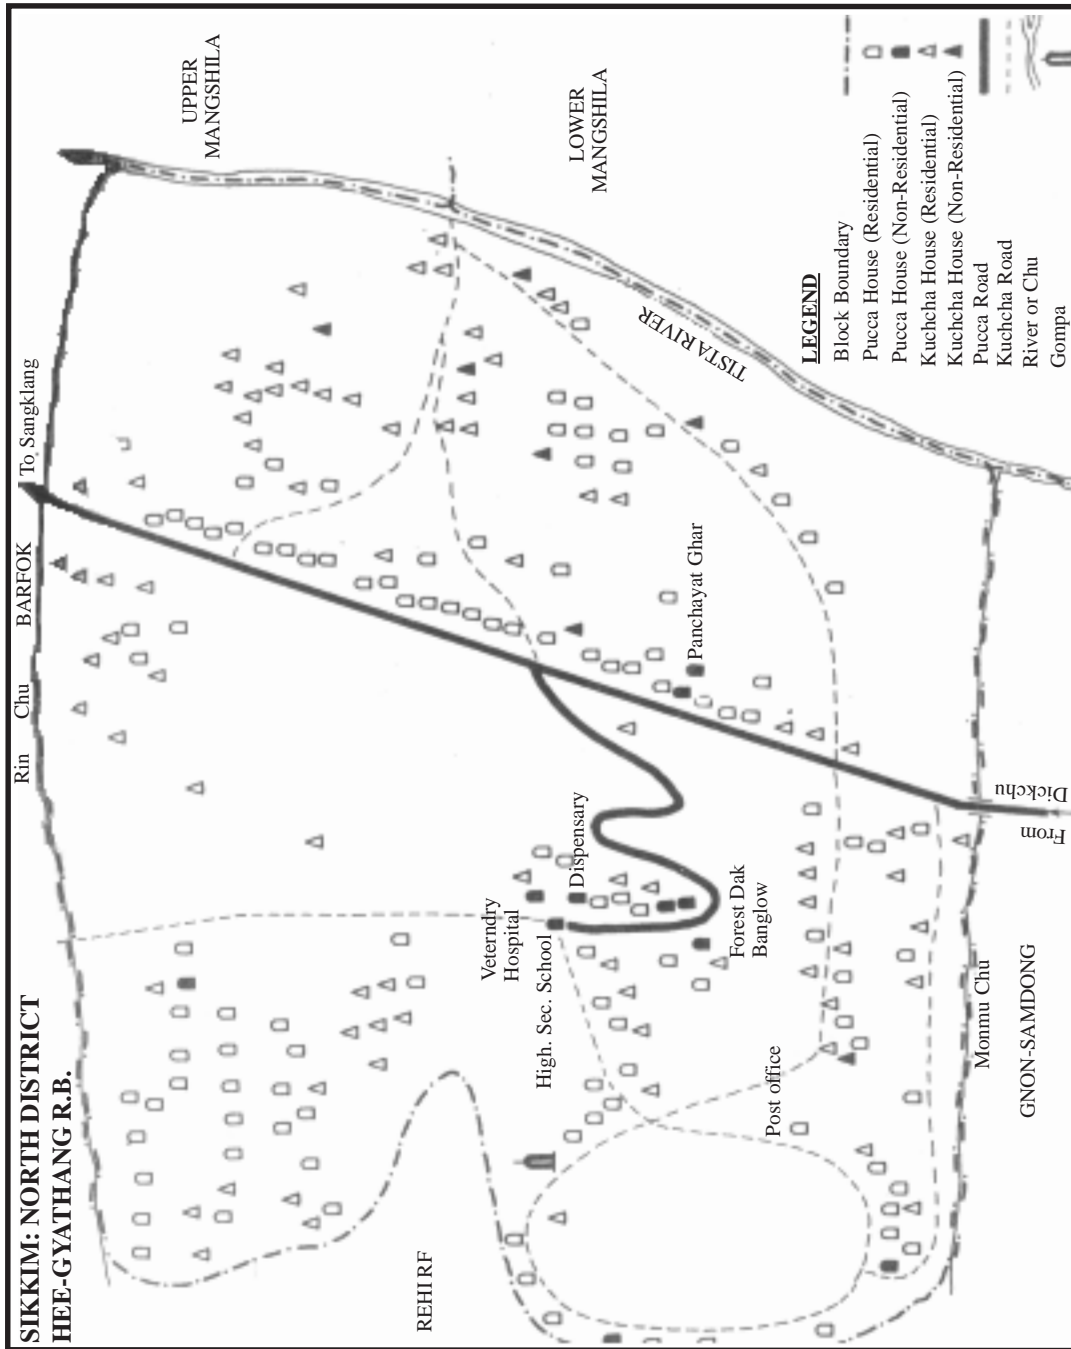 SIKKIM: NORTH DISTRICT
HEE-GYATHANG R.B.
Rin Chu BARFOK To Sangklang
UPPER
MANGSHILA
LOWER
MANGSHILA
TISTA RIVER
REHI RF
Veterndry
Hospital
High. Sec. School
Dispensary
Forest Dak
Banglow
Panchayat Ghar
Post office
Monmu Chu
GNON-SAMDONG
From
Dickchu
LEGEND
Block Boundary
Pucca House (Residential)
Pucca House (Non-Residential)
Kuchcha House (Residential)
Kuchcha House (Non-Residential)
Pucca Road
Kuchcha Road
River or Chu
Gompa